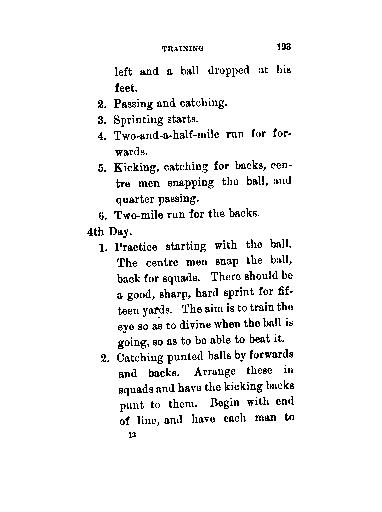 TRAINING 193
left and a ball dropped at his
feet.
2. Passing and catching.
3. Sprinting starts.
4. Two-and-a-half-mile run for for-
wards.
5. Kicking, catching for backs, cen-
tre men snapping the ball, and
quarter passing.
6. Two-mile run for the backs.
4th Day.
1. Practice starting with the ball.
The centre men snap the ball,
back for squads. There should be
a good, sharp, hard sprint for fif-
teen yards. The aim is to train the
eye so as to divine when the ball is
going, so as to be able to beat it.
2. Catching punted balls by forwards
and backs. Arrange these in
squads and have the kicking backs
punt to them. Begin with end
of line, and have each man to
13